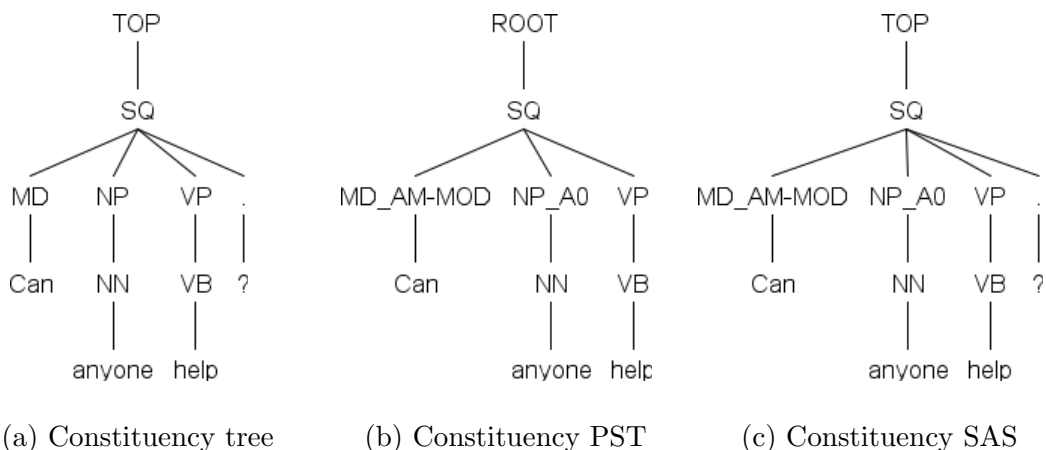 TOP ROOT TOP
SQ SQ SQ
MD NP VP . MD_AM-MOD NP_A0 VP MD_AM-MOD NP_A0 VP .
Can NN VB ? Can NN VB Can NN VB ?
anyone help anyone help anyone help
(a) Constituency tree (b) Constituency PST (c) Constituency SAS